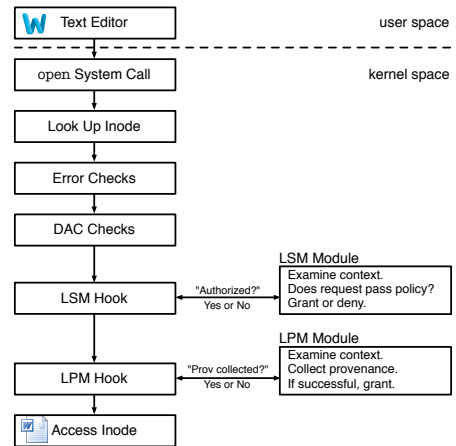 Text Editor
user space
open System Call
kernel space
Look Up Inode
Error Checks
DAC Checks
LSM Module
LSM Hook
"Authorized?"
Yes or No
Examine context.
Does request pass policy?
Grant or deny.
LPM Module
LPM Hook
"Prov collected?"
Yes or No
Examine context.
Collect provenance.
If successful, grant.
Access Inode